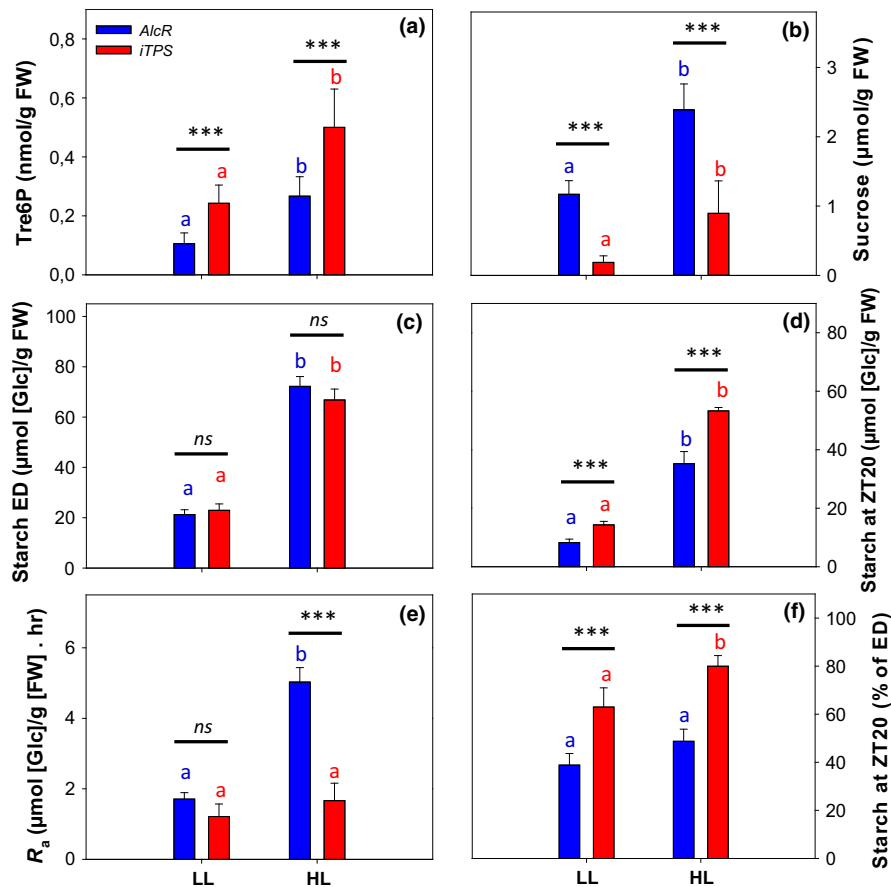 (a)
AlcR
iTPS
Tre6P (nmol/g FW)
0,8
0,6
0,4
0,2
0,0
***
***
a
a
b
b
(b)
Sucrose (µmol/g FW)
3
2
1
0
***
***
a
a
b
b
(c)
Starch ED (µmol [Glc]/g FW)
100
80
60
40
20
0
ns
ns
a
a
b
b
(d)
Starch at ZT20 (µmol [Glc]/g FW)
80
60
40
20
0
***
***
a
a
b
b
(e)
Ra (µmol [Glc]/g [FW] . hr)
6
4
2
0
ns
***
a
a
b
a
LL
HL
(f)
Starch at ZT20 (% of ED)
100
80
60
40
20
0
***
***
a
a
a
b
LL
HL